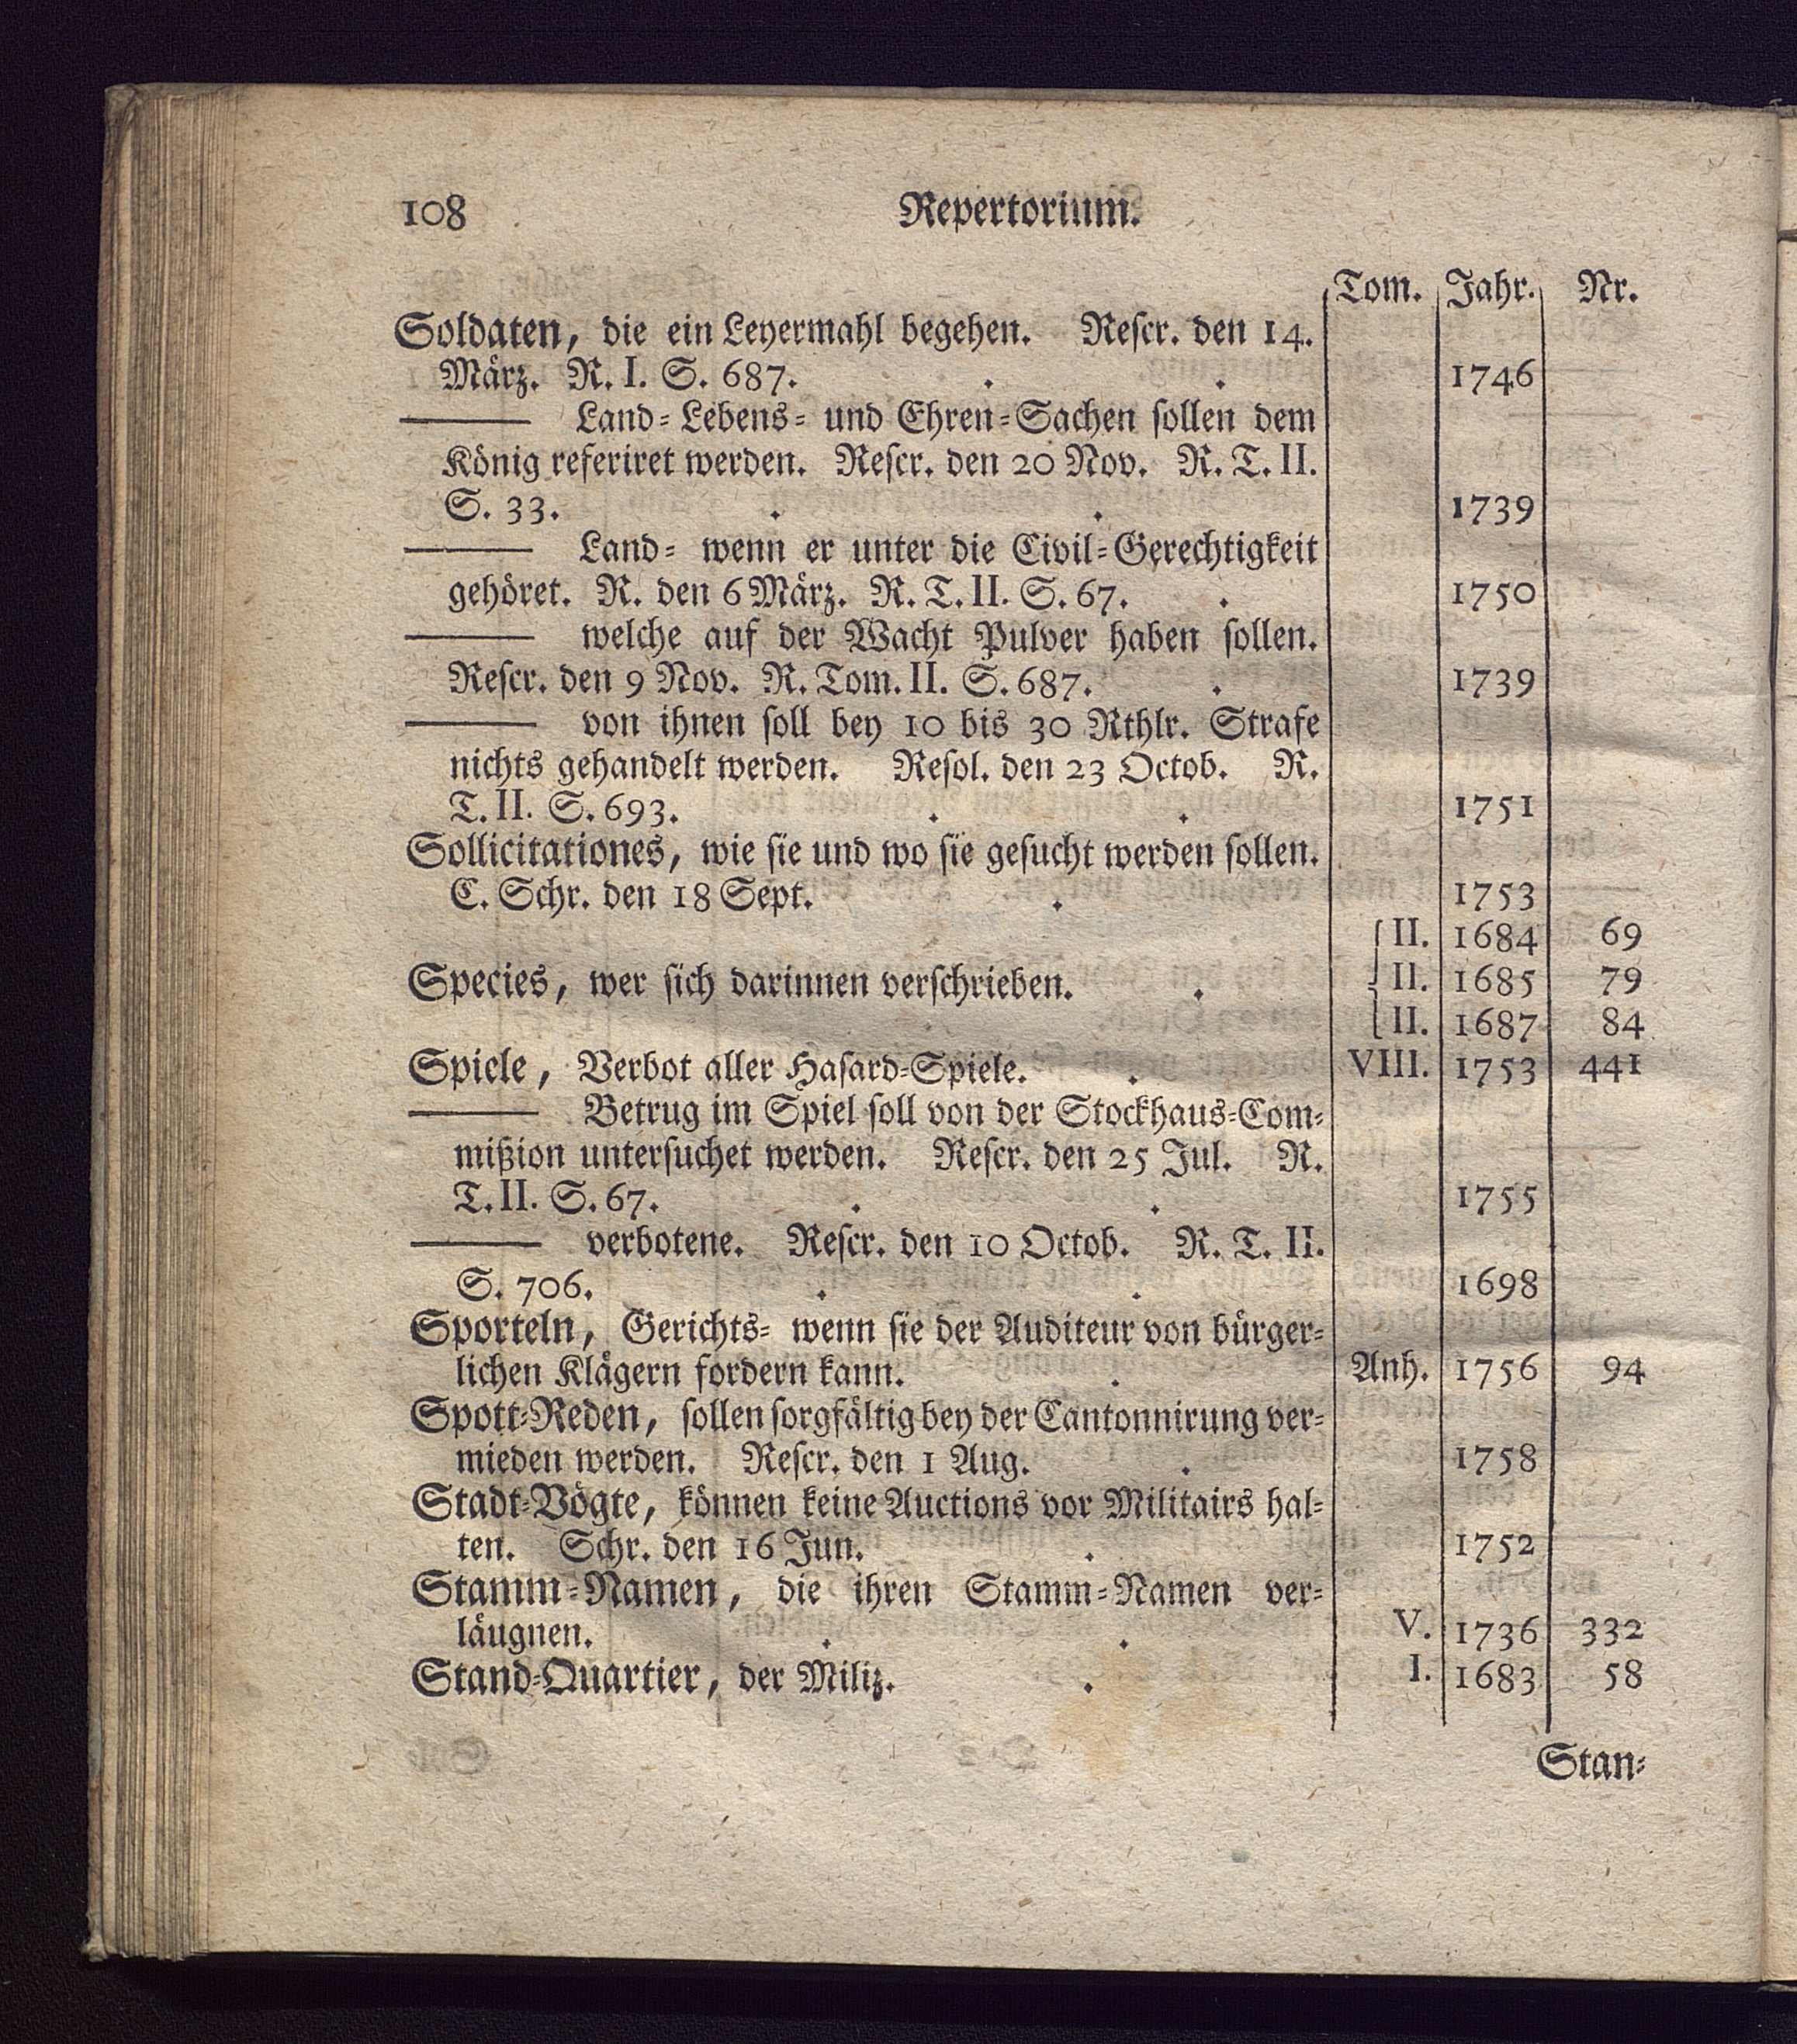 108 Repertorium.
Tom. Jahr. Nr.
Soldaten, die ein Leyermahl begehen. Reſcr. den 14.
März. R. I. S. 687. . . 1746
——— Land-Lebens- und Ehren-Sachen ſollen dem
König referiret werden. Reſcr. den 20 Nov. R. T. II.
S. 33. . . 1739
——— Land- wenn er unter die Civil-Gerechtigkeit
gehöret. R. den 6 März. R. T. II. S. 67. . 1750
——— welche auf der Wacht Pulver haben ſollen.
Reſcr. den 9 Nov. R. Tom. II. S. 687. . 1739
——— von ihnen ſoll bey 10 bis 30 Rthlr. Strafe
nichts gehandelt werden. Reſol. den 23 Octob. R.
T. II. S. 693. . . 1751
Sollicitationes, wie ſie und wo ſie geſucht werden ſollen.
C. Schr. den 18 Sept. . 1753
II. 1684 69
Species, wer ſich darinnen verſchrieben. . II. 1685 79
II. 1687 84
Spiele, Verbot aller Haſard-Spiele. . VIII. 1753 441
——— Betrug im Spiel ſoll von der Stockhaus-Com-
mißion unterſuchet werden. Reſcr. den 25 Jul. R.
T. II. S. 67. . . 1755
——— verbotene. Reſcr. den 10 Octob. R. T. II.
S. 706. . . 1698
Sporteln, Gerichts- wenn ſie der Auditeur von bürger-
lichen Klägern fordern kann. . Anh. 1756 94
Spott-Reden, ſollen ſorgfältig bey der Cantonnirung ver-
mieden werden. Reſcr. den 1 Aug. . 1758
Stadt-Vögte, können keine Auctions vor Militairs hal-
ten. Schr. den 16 Jun. . 1752
Stamm-Namen, die ihren Stamm-Namen ver-
läugnen. . . V. 1736 332
Stand-Quartier, der Miliz. . I. 1683 58
Stan-